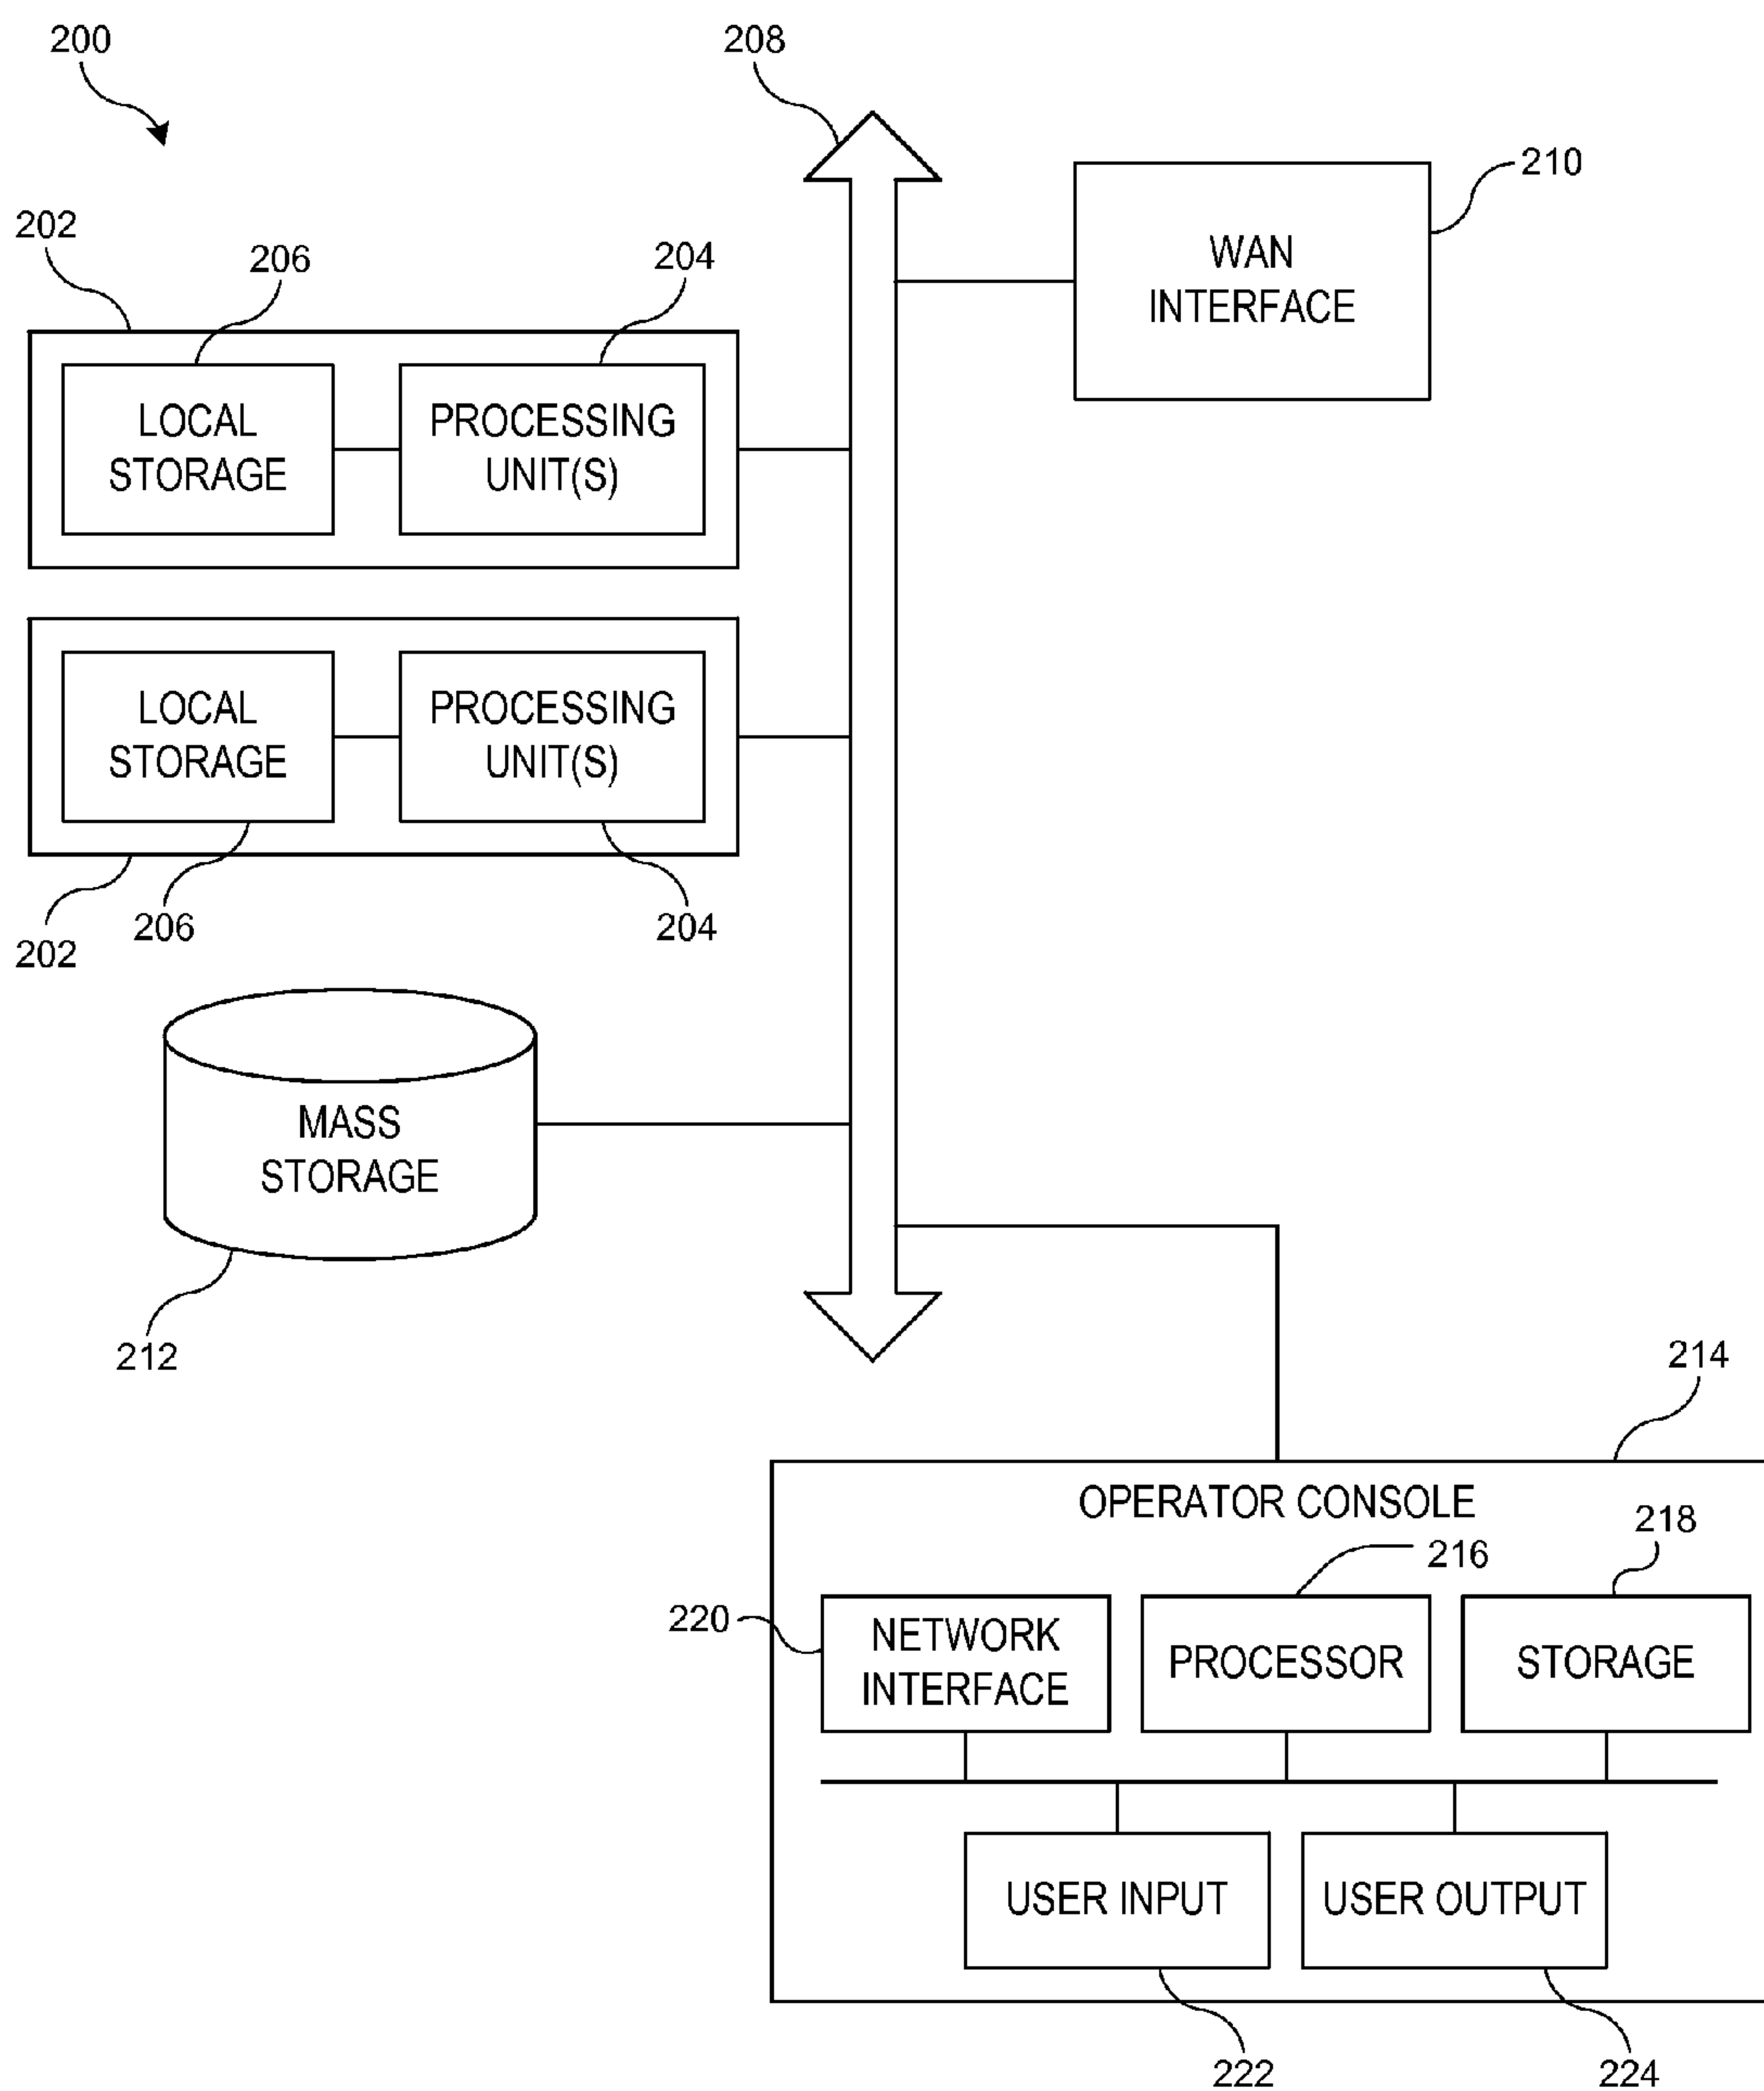 200
208
210
WAN
INTERFACE
202
206
204
LOCAL
STORAGE
PROCESSING
UNIT(S)
LOCAL
STORAGE
PROCESSING
UNIT(S)
202
206
204
MASS
STORAGE
212
214
OPERATOR CONSOLE
216
218
220
NETWORK
INTERFACE
PROCESSOR
STORAGE
USER INPUT
USER OUTPUT
222
224